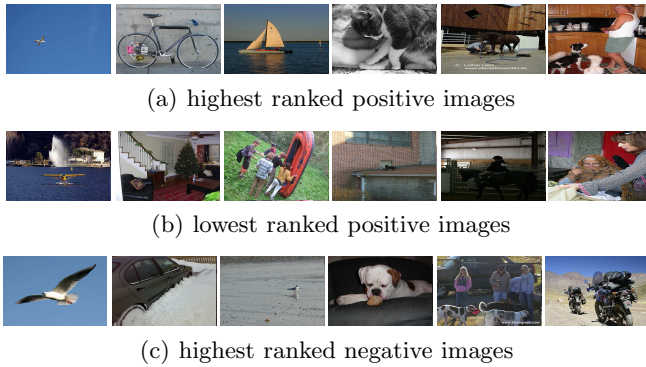 (a) highest ranked positive images
(b) lowest ranked positive images
(c) highest ranked negative images